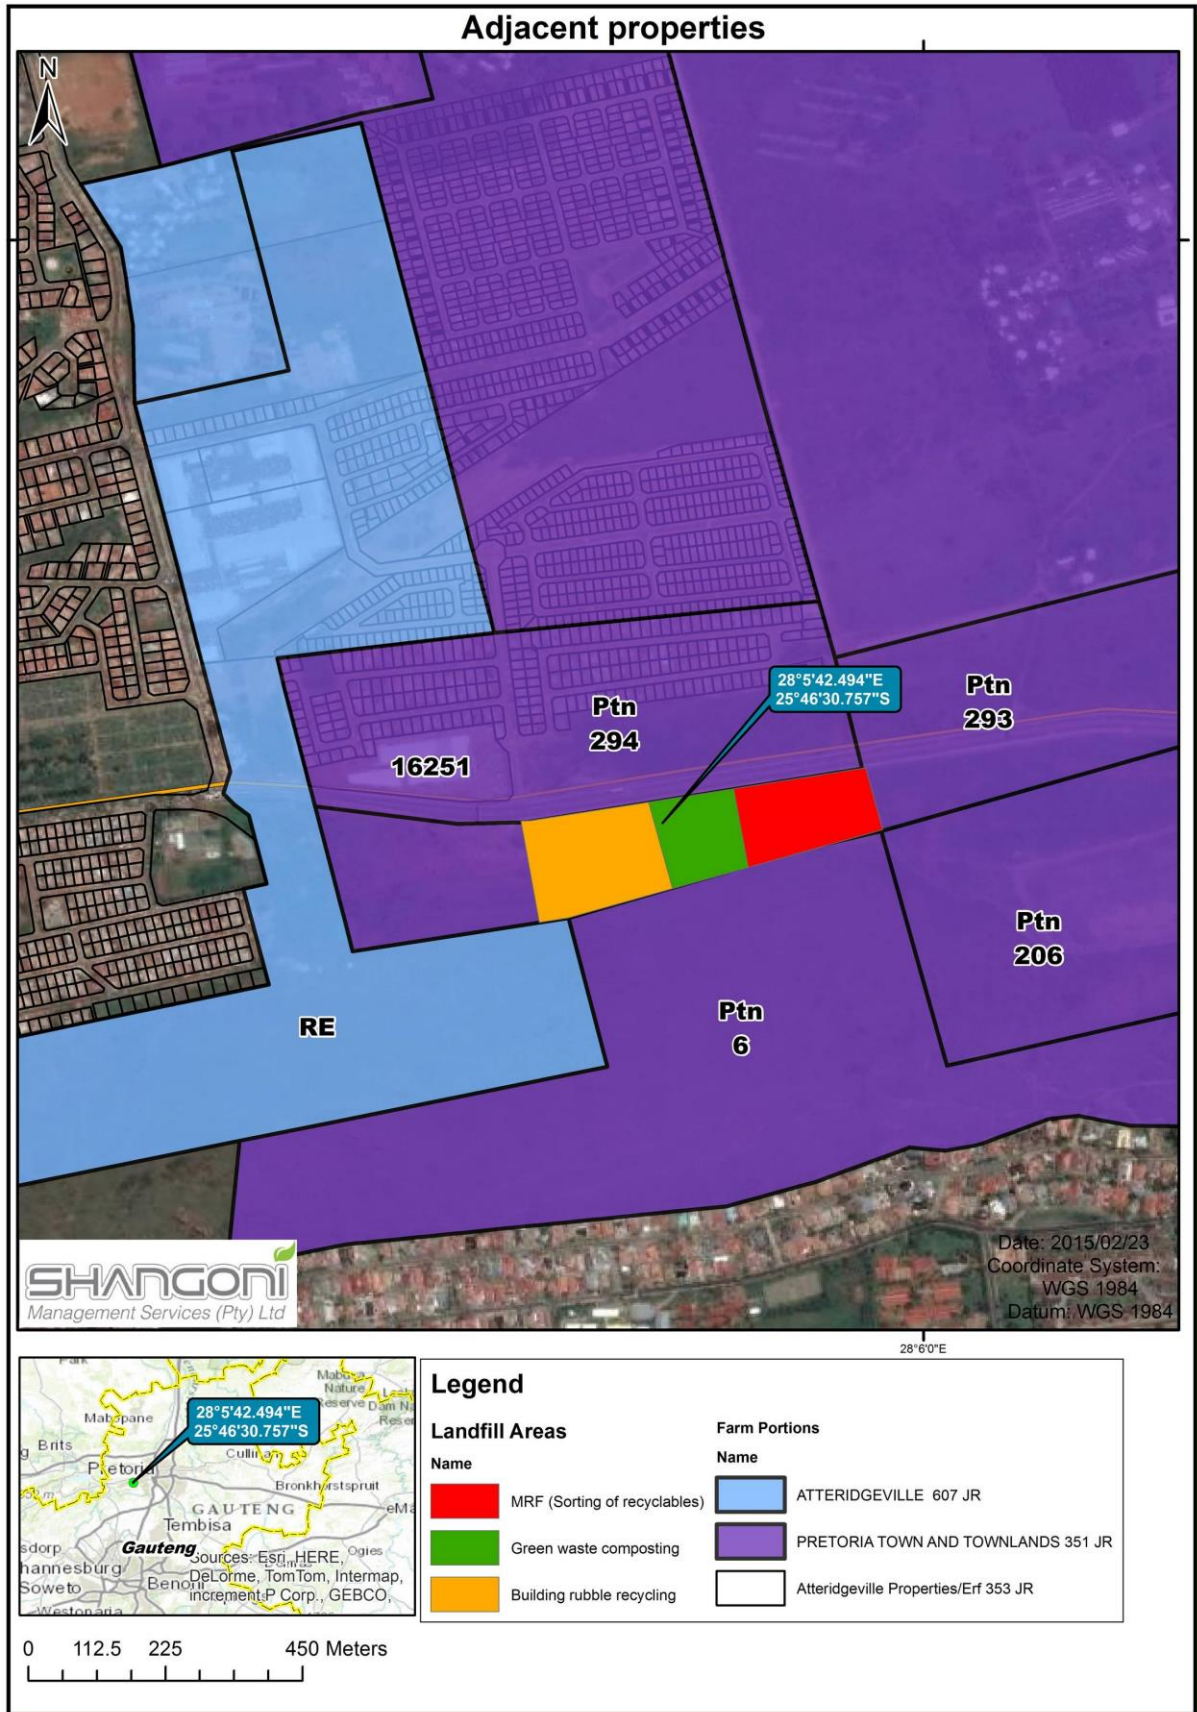 Adjacent properties
N
28°5'42.494"E
25°46'30.757"S
Ptn
294
Ptn
293
16251
Ptn
206
RE
Ptn
6
SHANGONI
Management Services (Pty) Ltd
Date: 2015/02/23
Coordinate System:
WGS 1984
Datum: WGS 1984
28°6'0"E
Mabopane
Brits
Pretoria
28°5'42.494"E
25°46'30.757"S
Nature
Bronkhorstspruit
GAUTENG
Tembisa
Gauteng
Ogies
Soweto
Benoni
Westonaria
Sources: Esri, HERE,
DeLorme, TomTom, Intermap,
increment P Corp., GEBCO,
Legend
Landfill Areas
Name
MRF (Sorting of recyclables)
Green waste composting
Building rubble recycling
Farm Portions
Name
ATTERIDGEVILLE 607 JR
PRETORIA TOWN AND TOWNLANDS 351 JR
Atteridgeville Properties/Erf 353 JR
0 112.5 225 450 Meters